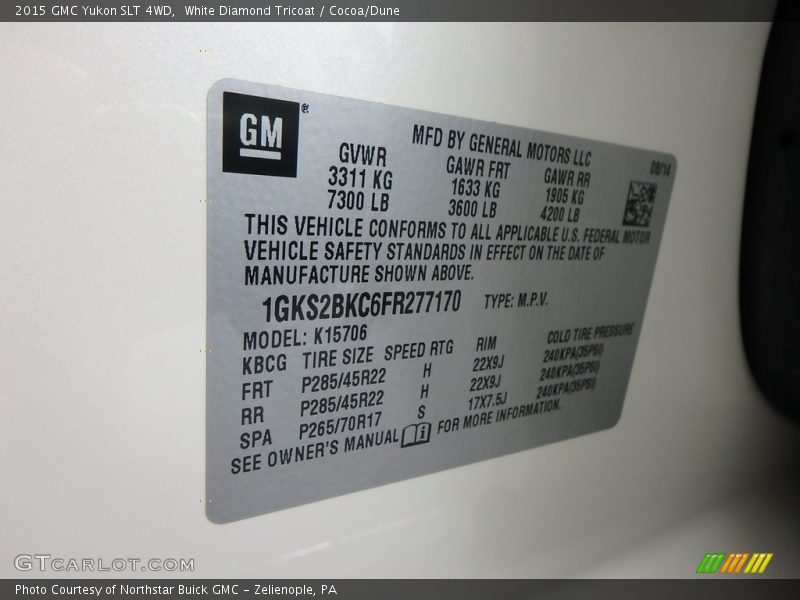 2015 GMC Yukon SLT 4WD,  White Diamond Tricoat / Cocoa/Dune
GM ®
MFD BY GENERAL MOTORS LLC
08/14
GVWR GAWR FRT GAWR RR
3311 KG 1633 KG 1905 KG
7300 LB 3600 LB 4200 LB
THIS VEHICLE CONFORMS TO ALL APPLICABLE U.S. FEDERAL MOTOR
VEHICLE SAFETY STANDARDS IN EFFECT ON THE DATE OF
MANUFACTURE SHOWN ABOVE.
1GKS2BKC6FR277170 TYPE: M.P.V.
MODEL: K15706
KBCG TIRE SIZE SPEED RTG RIM COLD TIRE PRESSURE
FRT P285/45R22 H 22X9J 240KPA(35PSI)
RR P285/45R22 H 22X9J 240KPA(35PSI)
SPA P265/70R17 S 17X7.5J 240KPA(35PSI)
SEE OWNER'S MANUAL FOR MORE INFORMATION.
GTCARLOT.COM
Photo Courtesy of Northstar Buick GMC - Zelienople, PA